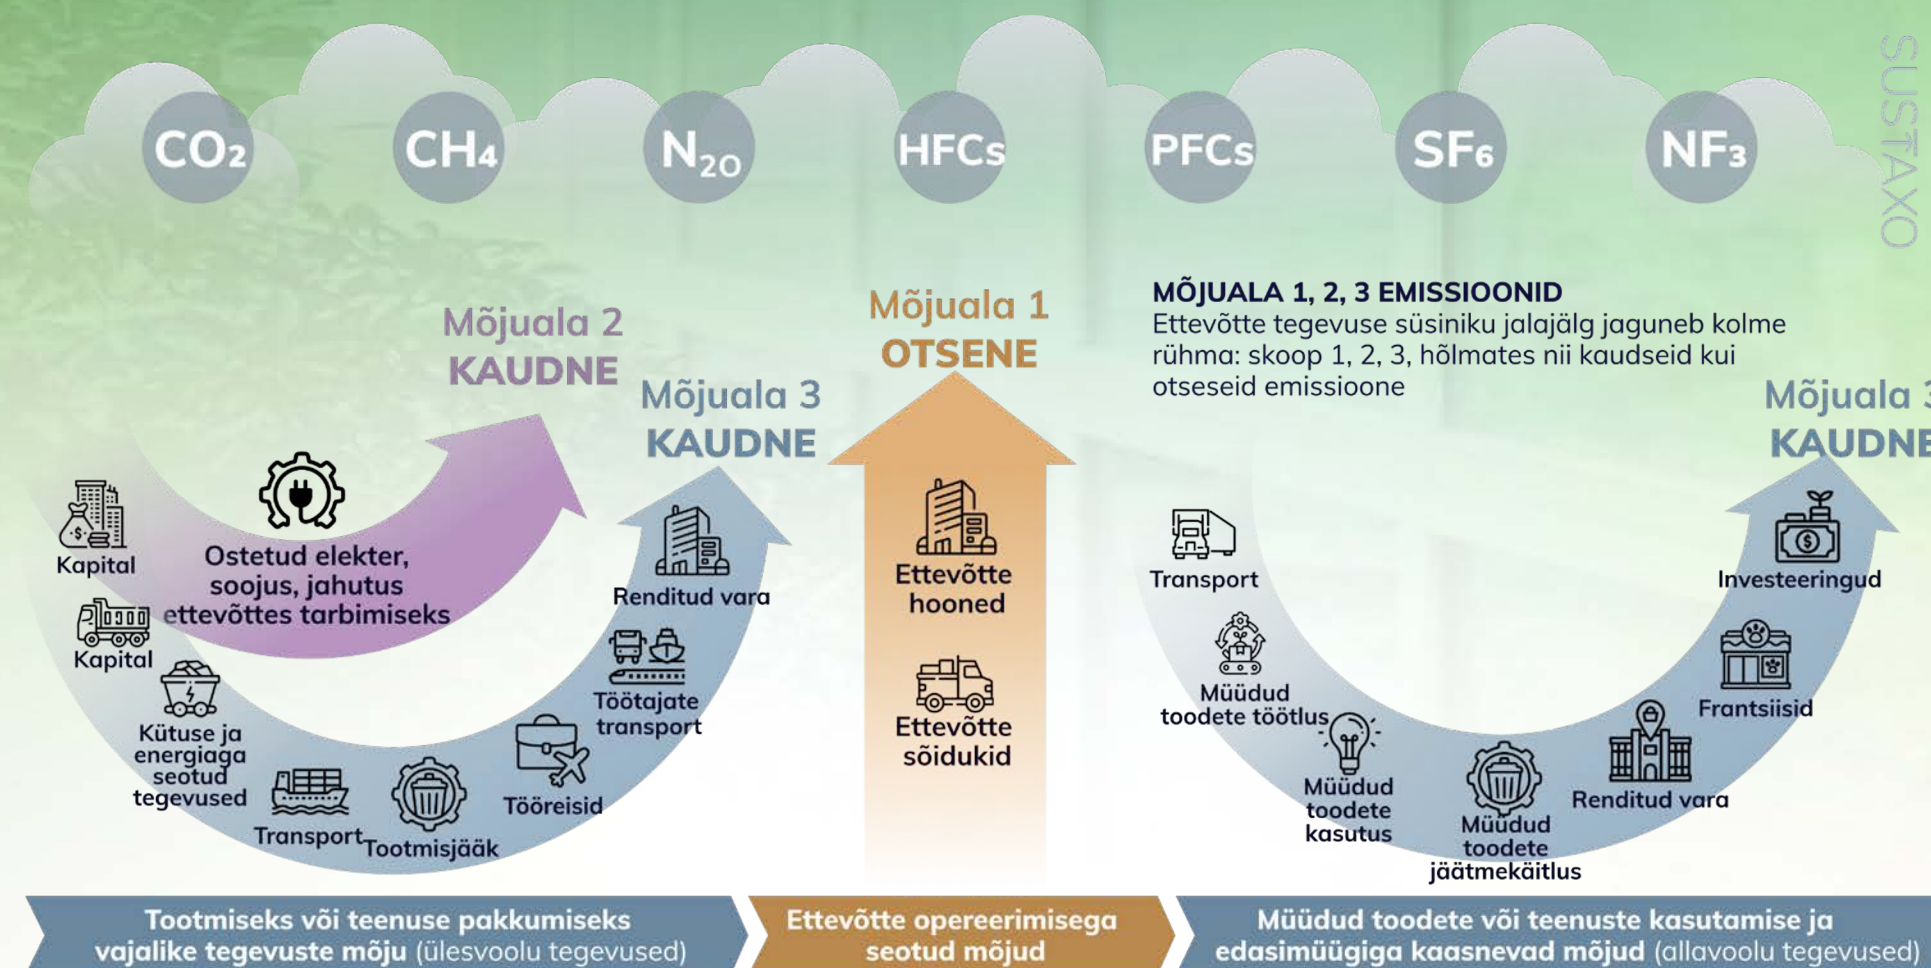 CO₂
CH₄
N₂₀
HFCs
PFCs
SF₆
NF₃
SUSTAXO
Mõjuala 2
KAUDNE
Mõjuala 3
KAUDNE
Mõjuala 1
OTSENE
MÕJUALA 1, 2, 3 EMISSIOONID
Ettevõtte tegevuse süsiniku jalajälg jaguneb kolme
rühma: skoop 1, 2, 3, hõlmates nii kaudseid kui
otseseid emissioone
Mõjuala 3
KAUDNE
Kapital
Ostetud elekter,
soojus, jahutus
ettevõttes tarbimiseks
Kapital
Kütuse ja
energiaga
seotud
tegevused
Transport
Tootmisjääk
Tööreisid
Töötajate
transport
Renditud vara
Ettevõtte
hooned
Ettevõtte
sõidukid
Transport
Müüdud
toodete töötlus
Müüdud
toodete
kasutus
Müüdud
toodete
jäätmekäitlus
Renditud vara
Frantsiisid
Investeeringud
Tootmiseks või teenuse pakkumiseks
vajalike tegevuste mõju (ülesvoolu tegevused)
Ettevõtte opereerimisega
seotud mõjud
Müüdud toodete või teenuste kasutamise ja
edasimüügiga kaasnevad mõjud (allavoolu tegevused)